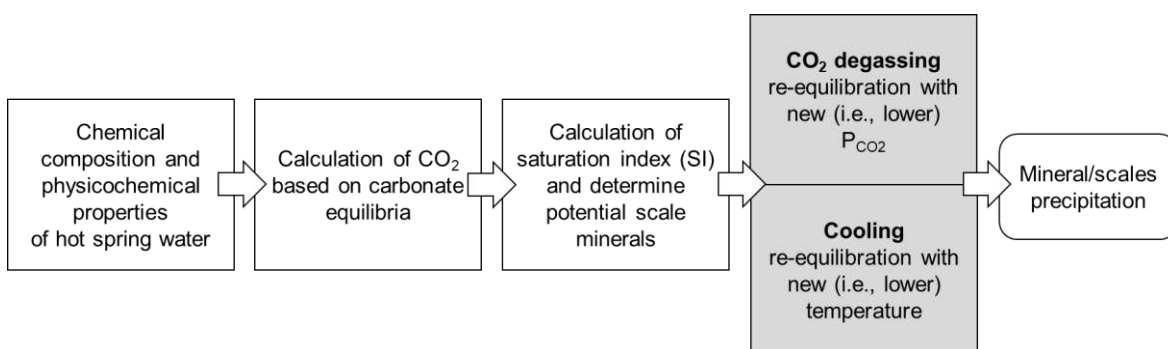 Chemical
composition and
physicochemical
properties
of hot spring water
Calculation of CO₂
based on carbonate
equilibria
Calculation of
saturation index (SI)
and determine
potential scale
minerals
CO₂ degassing
re-equilibration with
new (i.e., lower)
P_CO2
Cooling
re-equilibration with
new (i.e., lower)
temperature
Mineral/scales
precipitation